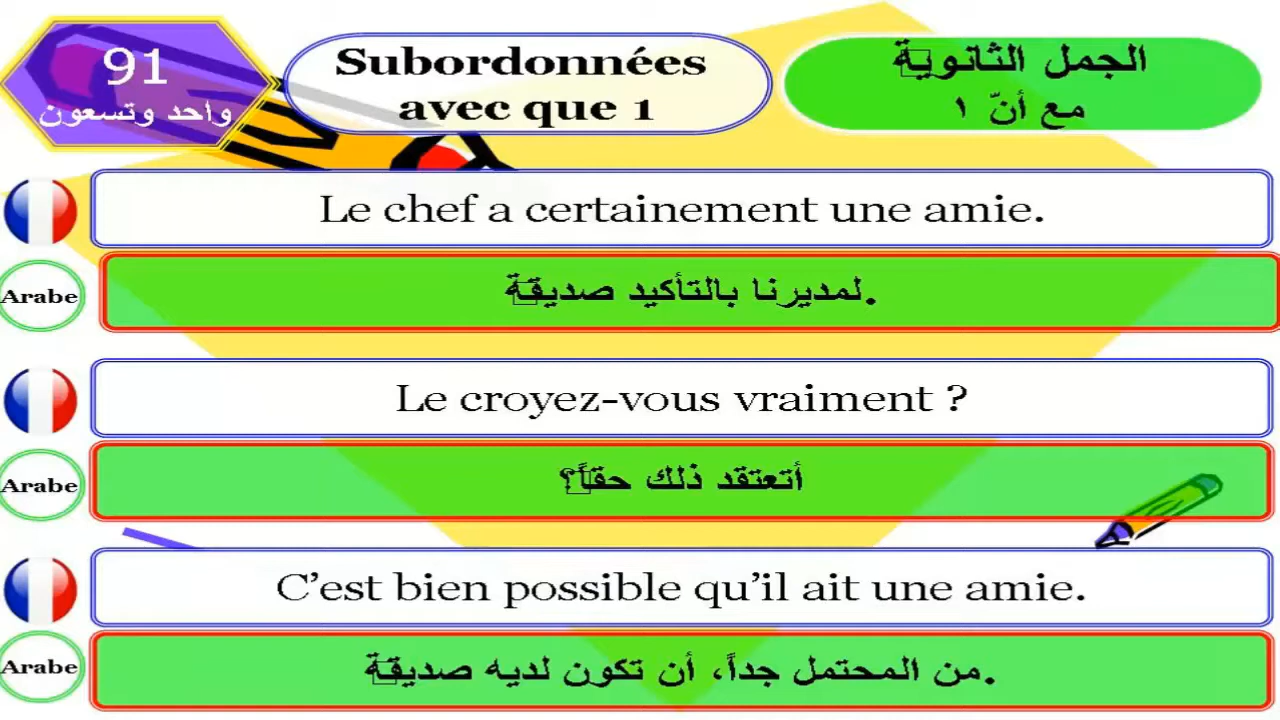 91
واحد وتسعون
Subordonnées
avec que 1
الجمل الثانوية
مع أنّ ١
Le chef a certainement une amie.
Arabe
لمديرنا بالتأكيد صديقة.
Le croyez-vous vraiment ?
Arabe
أتعتقد ذلك حقاً؟
C’est bien possible qu’il ait une amie.
Arabe
من المحتمل جداً، أن تكون لديه صديقة.